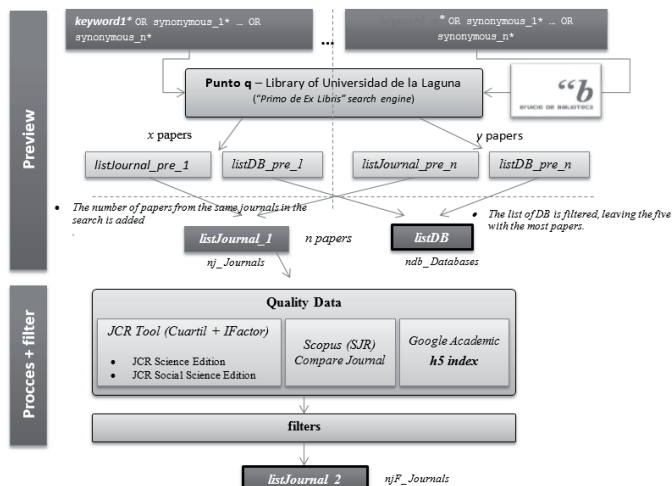 keyword1* OR synonymous_1* ... OR
synonymous_n*
...
* OR synonymous_1* ... OR
synonymous_n*
Preview
Punto q – Library of Universidad de la Laguna
("Primo de Ex Libris" search engine)
“b
x papers
y papers
listJournal_pre_1
listDB_pre_1
listJournal_pre_n
listDB_pre_n
• The number of papers from the same journals in the
search is added
.
• The list of DB is filtered, leaving the five
with the most papers.
listJournal_1
n papers
listDB
nj_Journals
ndb_Databases
Procces + filter
Quality Data
JCR Tool (Cuartil + IFactor)
• JCR Science Edition
• JCR Social Science Edition
Scopus (SJR)
Compare Journal
Google Academic
h5 index
filters
listJournal_2
njF_Journals